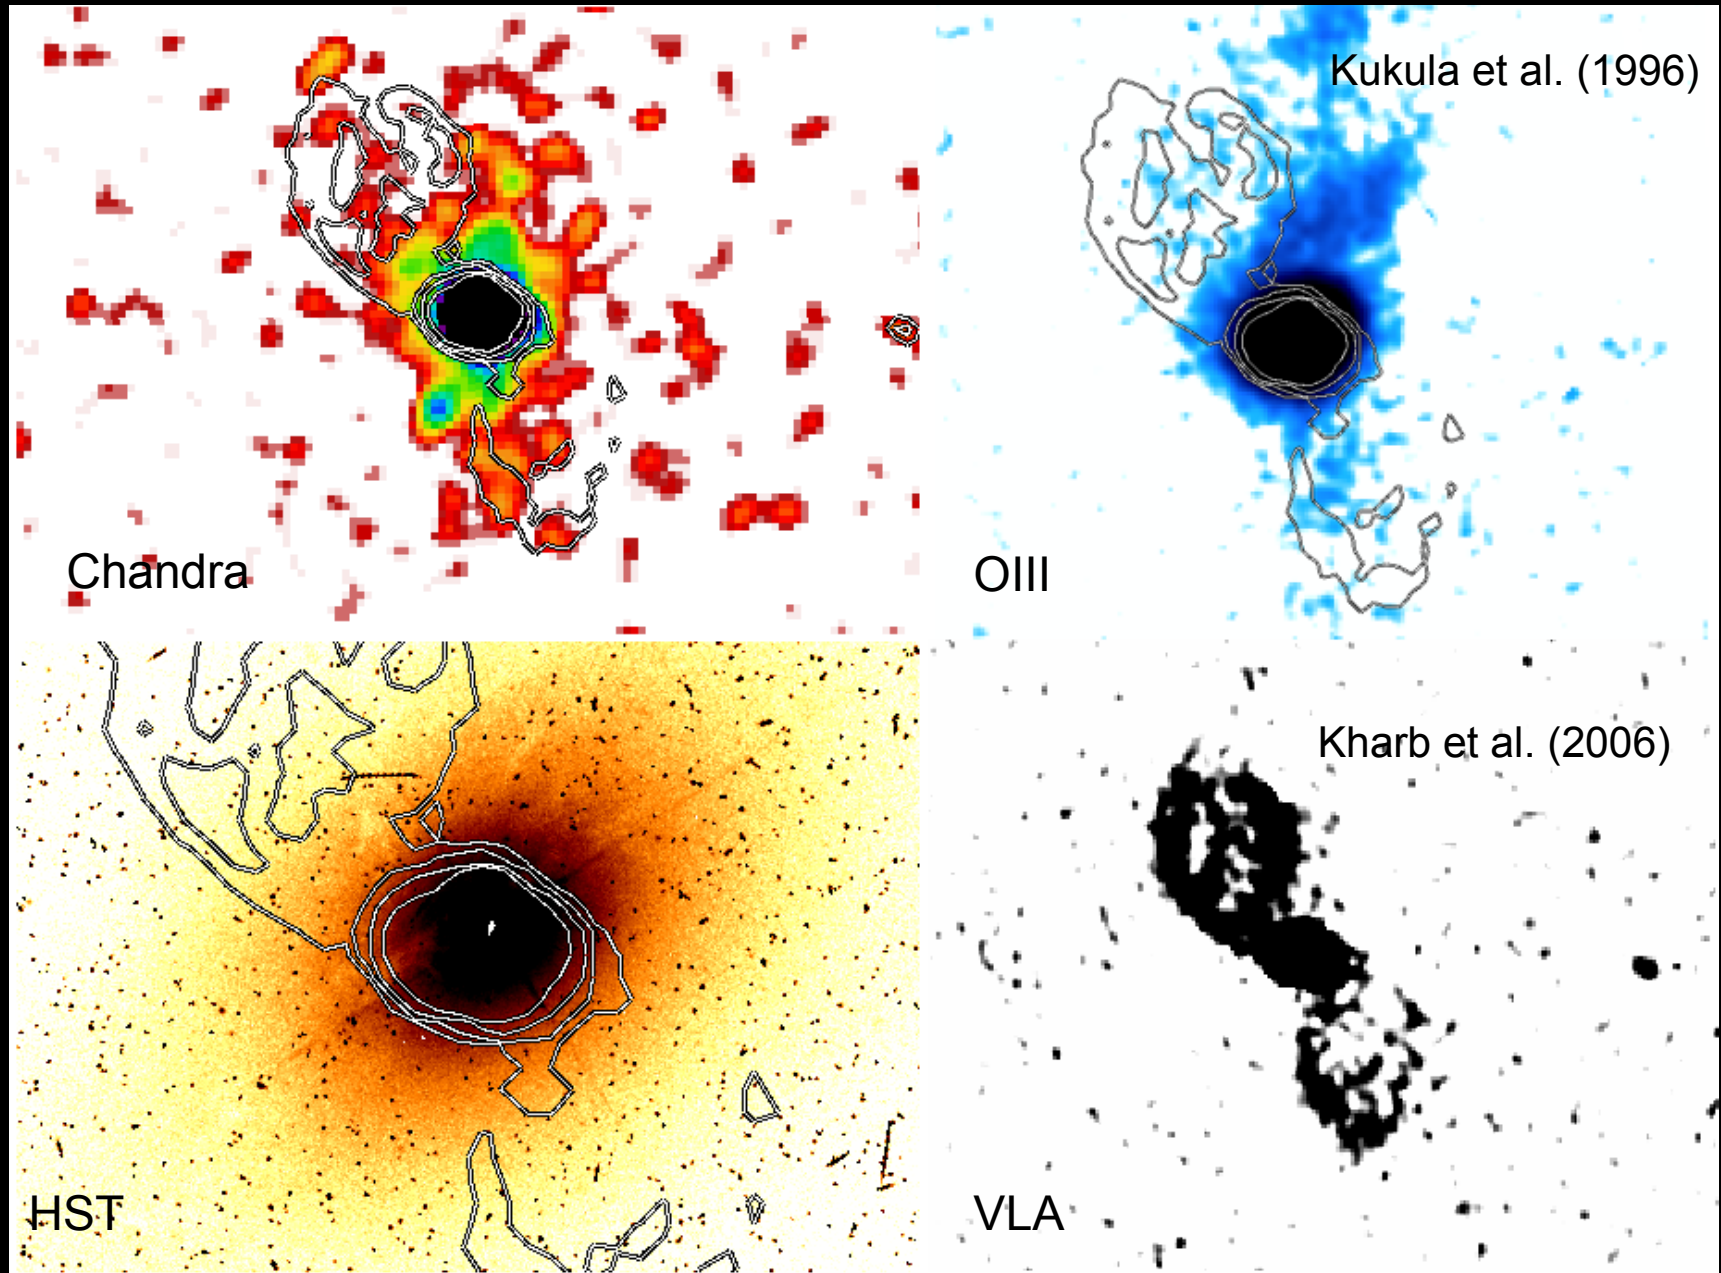 Kukula et al. (1996)
Chandra
OIII
Kharb et al. (2006)
HST
VLA